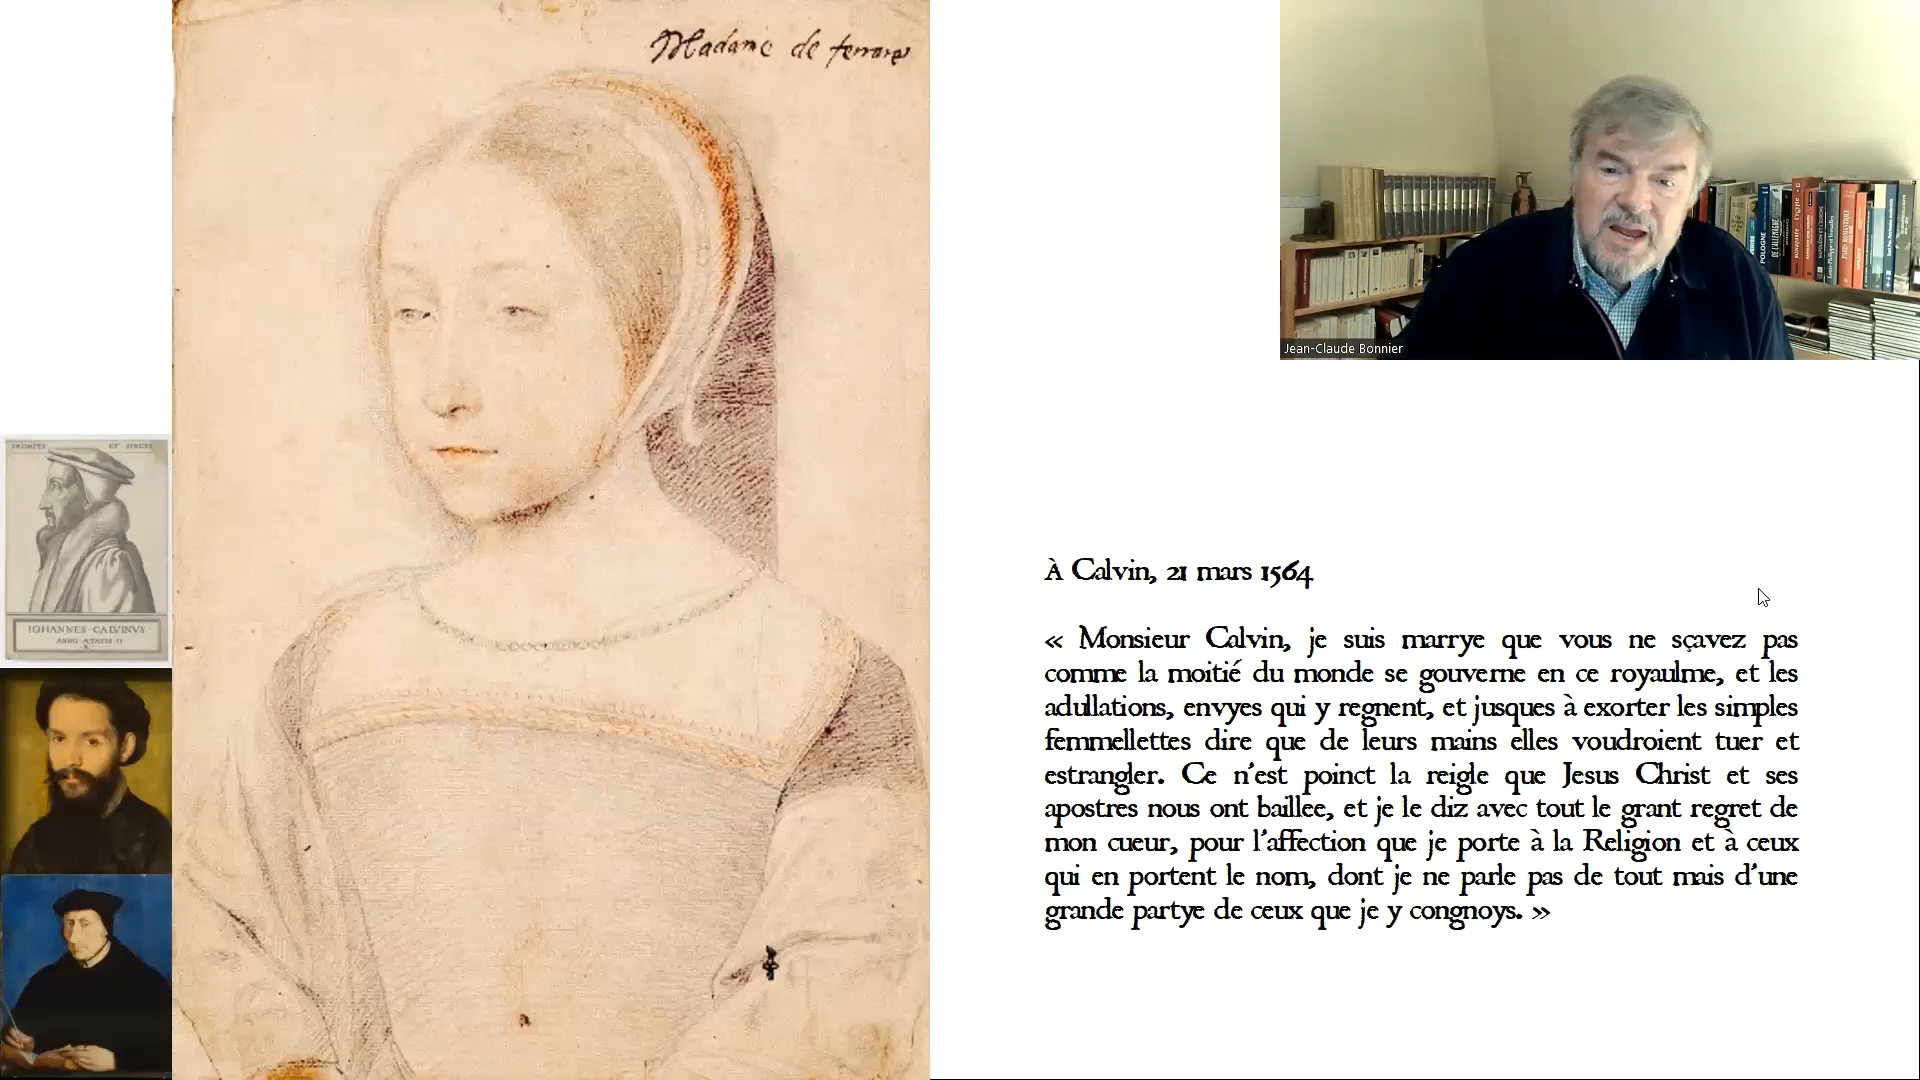 Madame de ferrare
Jean-Claude Bonnier
PROMPTE ET SINCERE
IOHANNES · CALVINVS
À Calvin, 21 mars 1564
« Monsieur Calvin, je suis marrye que vous ne sçavez pas
comme la moitié du monde se gouverne en ce royaulme, et les
adullations, envyes qui y regnent, et jusques à exorter les simples
femmellettes dire que de leurs mains elles voudroient tuer et
estrangler. Ce n'est poinct la reigle que Jesus Christ et ses
apostres nous ont baillee, et je le diz avec tout le grant regret de
mon cueur, pour l'affection que je porte à la Religion et à ceux
qui en portent le nom, dont je ne parle pas de tout mais d'une
grande partye de ceux que je y congnoys. »